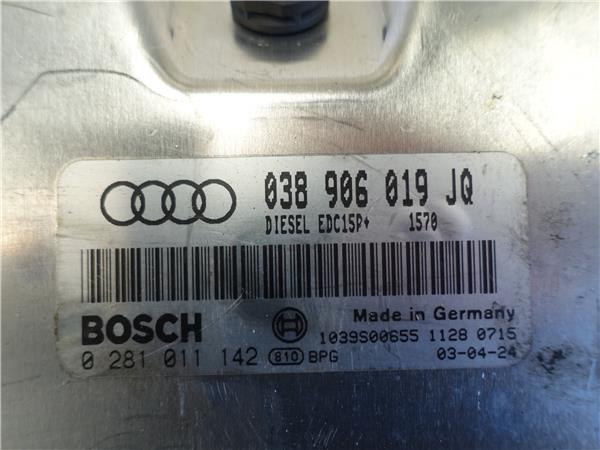 038 906 019 JQ
DIESEL EDC15P+ 1570
BOSCH
Made in Germany
1039S00655 1128 0715
0 281 011 142 810 BPG 03-04-24